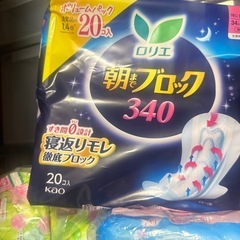 ボリュームパック
20コ入
ロリエ
朝までブロック
340
すき間0設計
寝返りモレ
徹底ブロック
20コ入
Kao